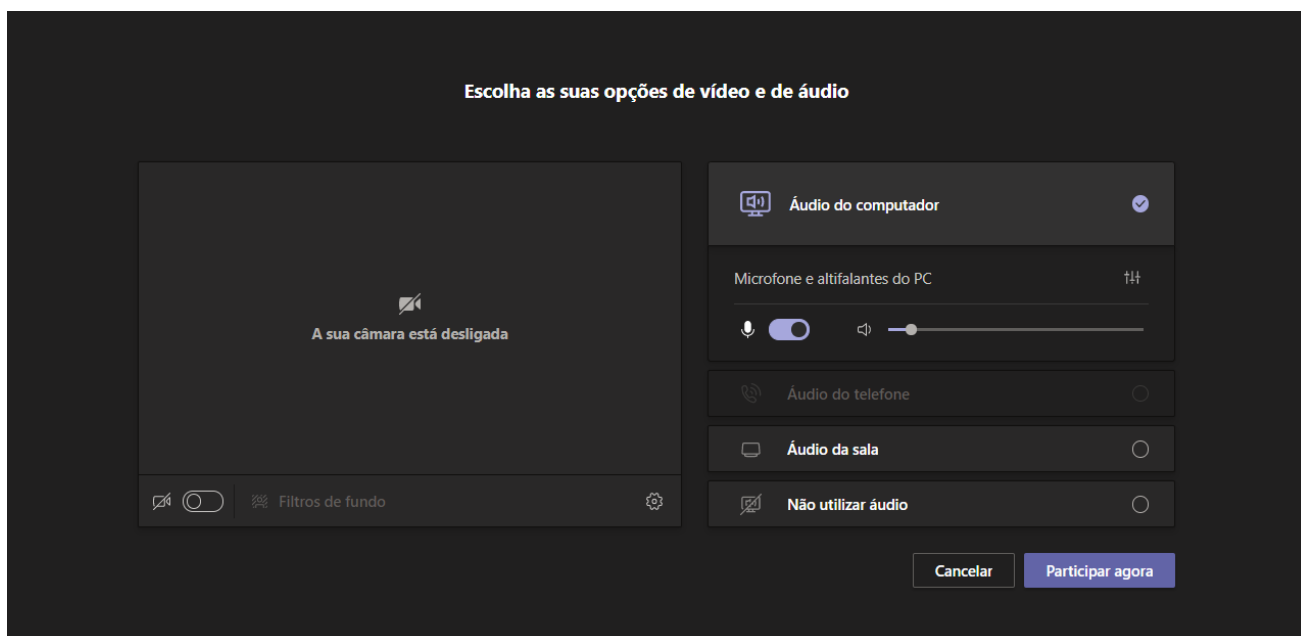 Escolha as suas opções de vídeo e de áudio
A sua câmara está desligada
Filtros de fundo
Áudio do computador
Microfone e altifalantes do PC
Áudio do telefone
Áudio da sala
Não utilizar áudio
Cancelar
Participar agora